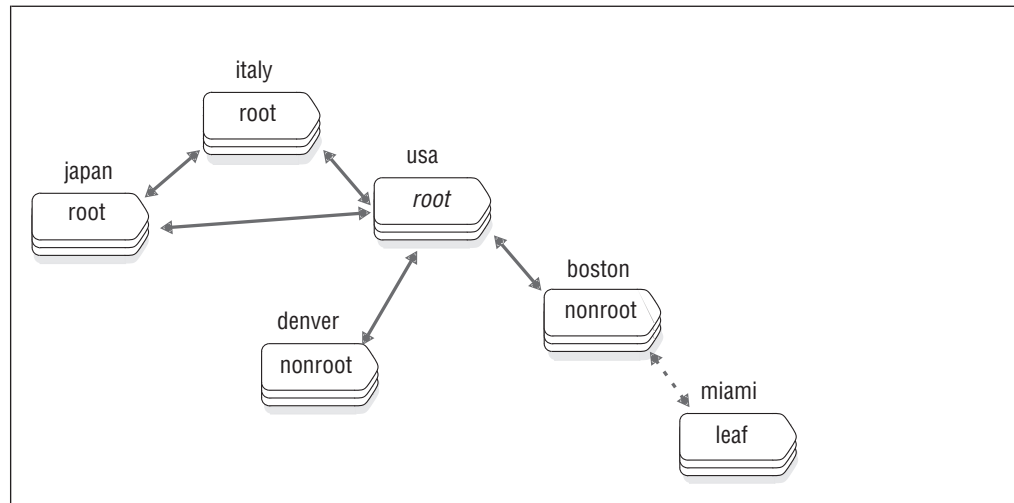 italy
root
usa
root
japan
root
boston
nonroot
denver
nonroot
miami
leaf